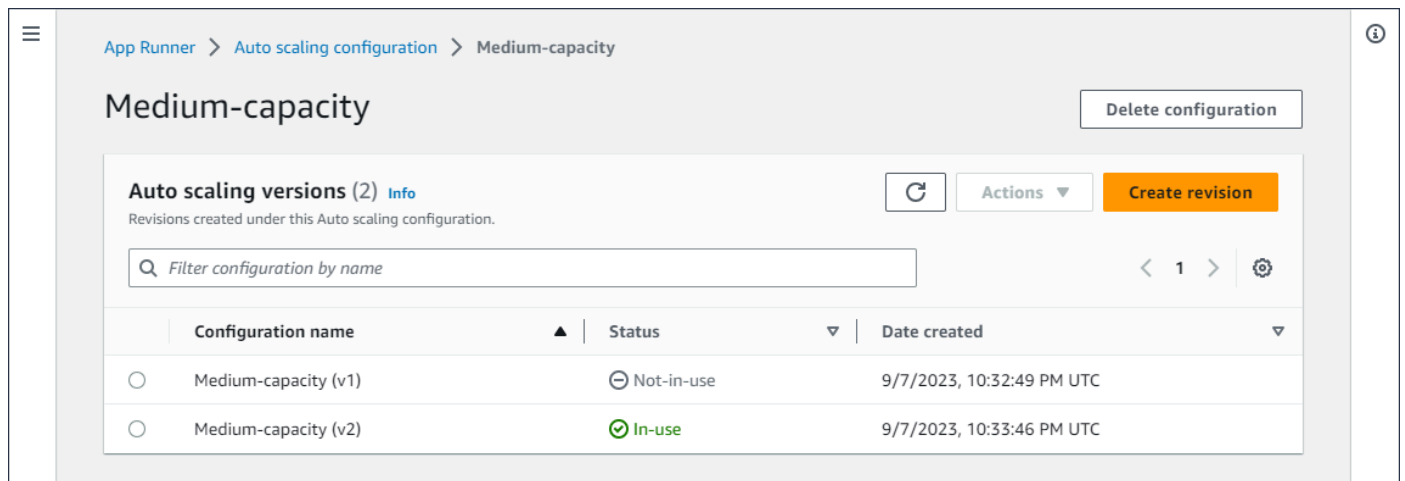 App Runner > Auto scaling configuration > Medium-capacity
Medium-capacity
Delete configuration
Auto scaling versions (2) Info
Actions
Create revision
Revisions created under this Auto scaling configuration.
Filter configuration by name
1
Configuration name Status Date created
Medium-capacity (v1) Not-in-use 9/7/2023, 10:32:49 PM UTC
Medium-capacity (v2) In-use 9/7/2023, 10:33:46 PM UTC